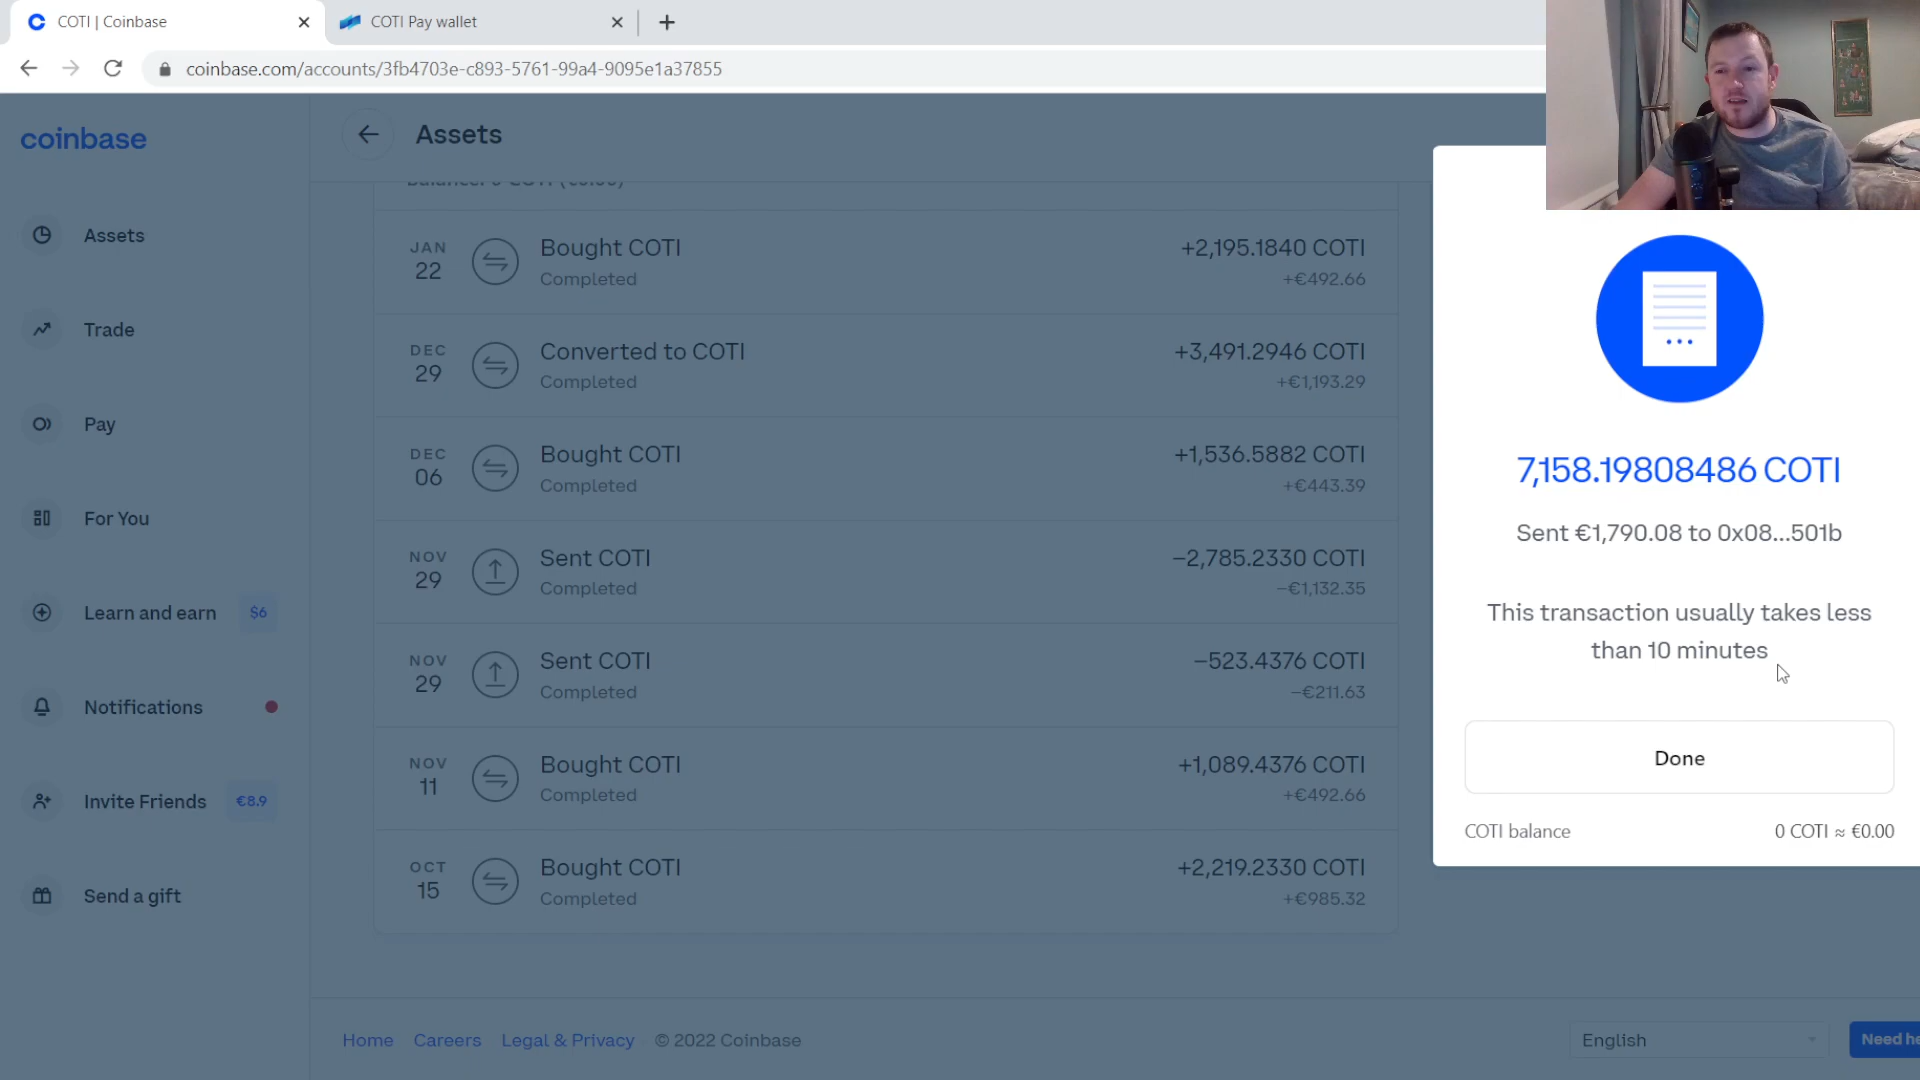 COTI | Coinbase
COTI Pay wallet
coinbase.com/accounts/3fb4703e-c893-5761-99a4-9095e1a37855
coinbase
Assets
Trade
Pay
For You
Learn and earn $6
Notifications
Invite Friends €8.9
Send a gift
Assets
JAN 22 Bought COTI +2,195.1840 COTI
Completed +€492.66
DEC 29 Converted to COTI +3,491.2946 COTI
Completed +€1,193.29
DEC 06 Bought COTI +1,536.5882 COTI
Completed +€443.39
NOV 29 Sent COTI −2,785.2330 COTI
Completed −€1,132.35
NOV 29 Sent COTI −523.4376 COTI
Completed −€211.63
NOV 11 Bought COTI +1,089.4376 COTI
Completed +€492.66
OCT 15 Bought COTI +2,219.2330 COTI
Completed +€985.32
7,158.19808486 COTI
Sent €1,790.08 to 0x08...501b
This transaction usually takes less
than 10 minutes
Done
COTI balance 0 COTI ≈ €0.00
Home Careers Legal & Privacy © 2022 Coinbase
English
Need he